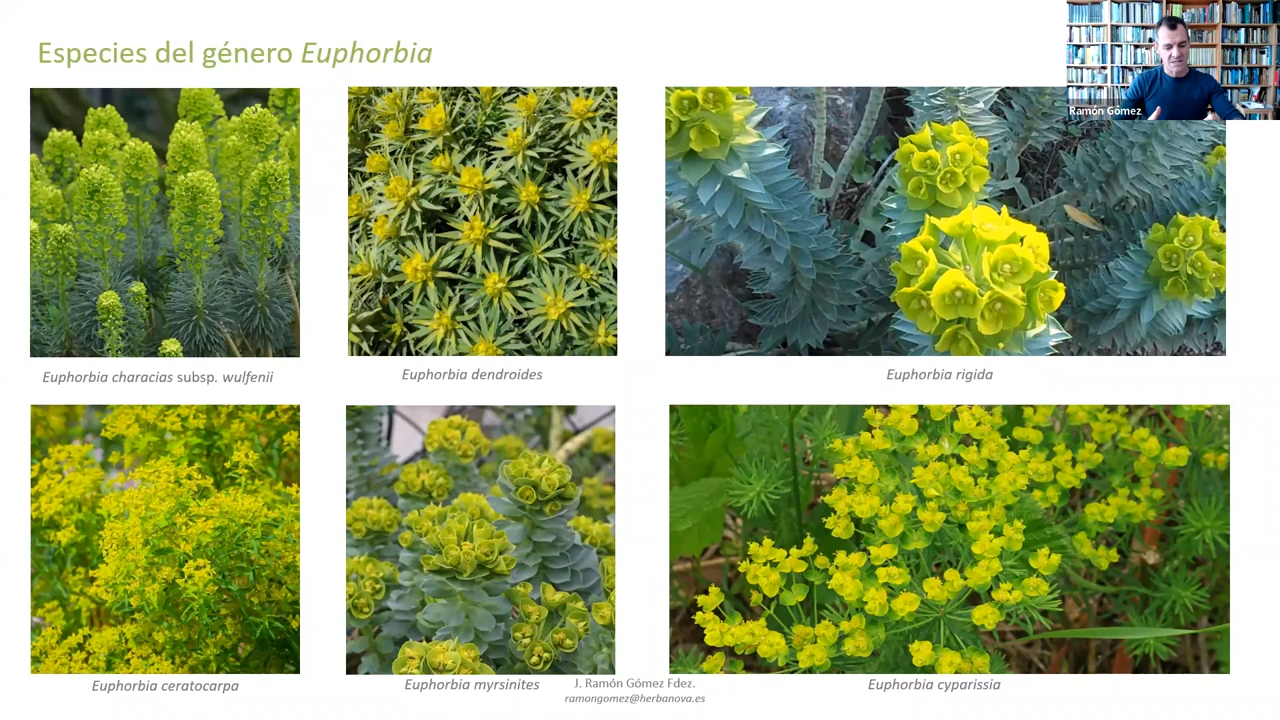 Especies del género Euphorbia
Ramón Gómez
Euphorbia characias subsp. wulfenii
Euphorbia dendroides
Euphorbia rigida
Euphorbia ceratocarpa
Euphorbia myrsinites
Euphorbia cyparissia
J. Ramón Gómez Fdez.
ramongomez@herbanova.es